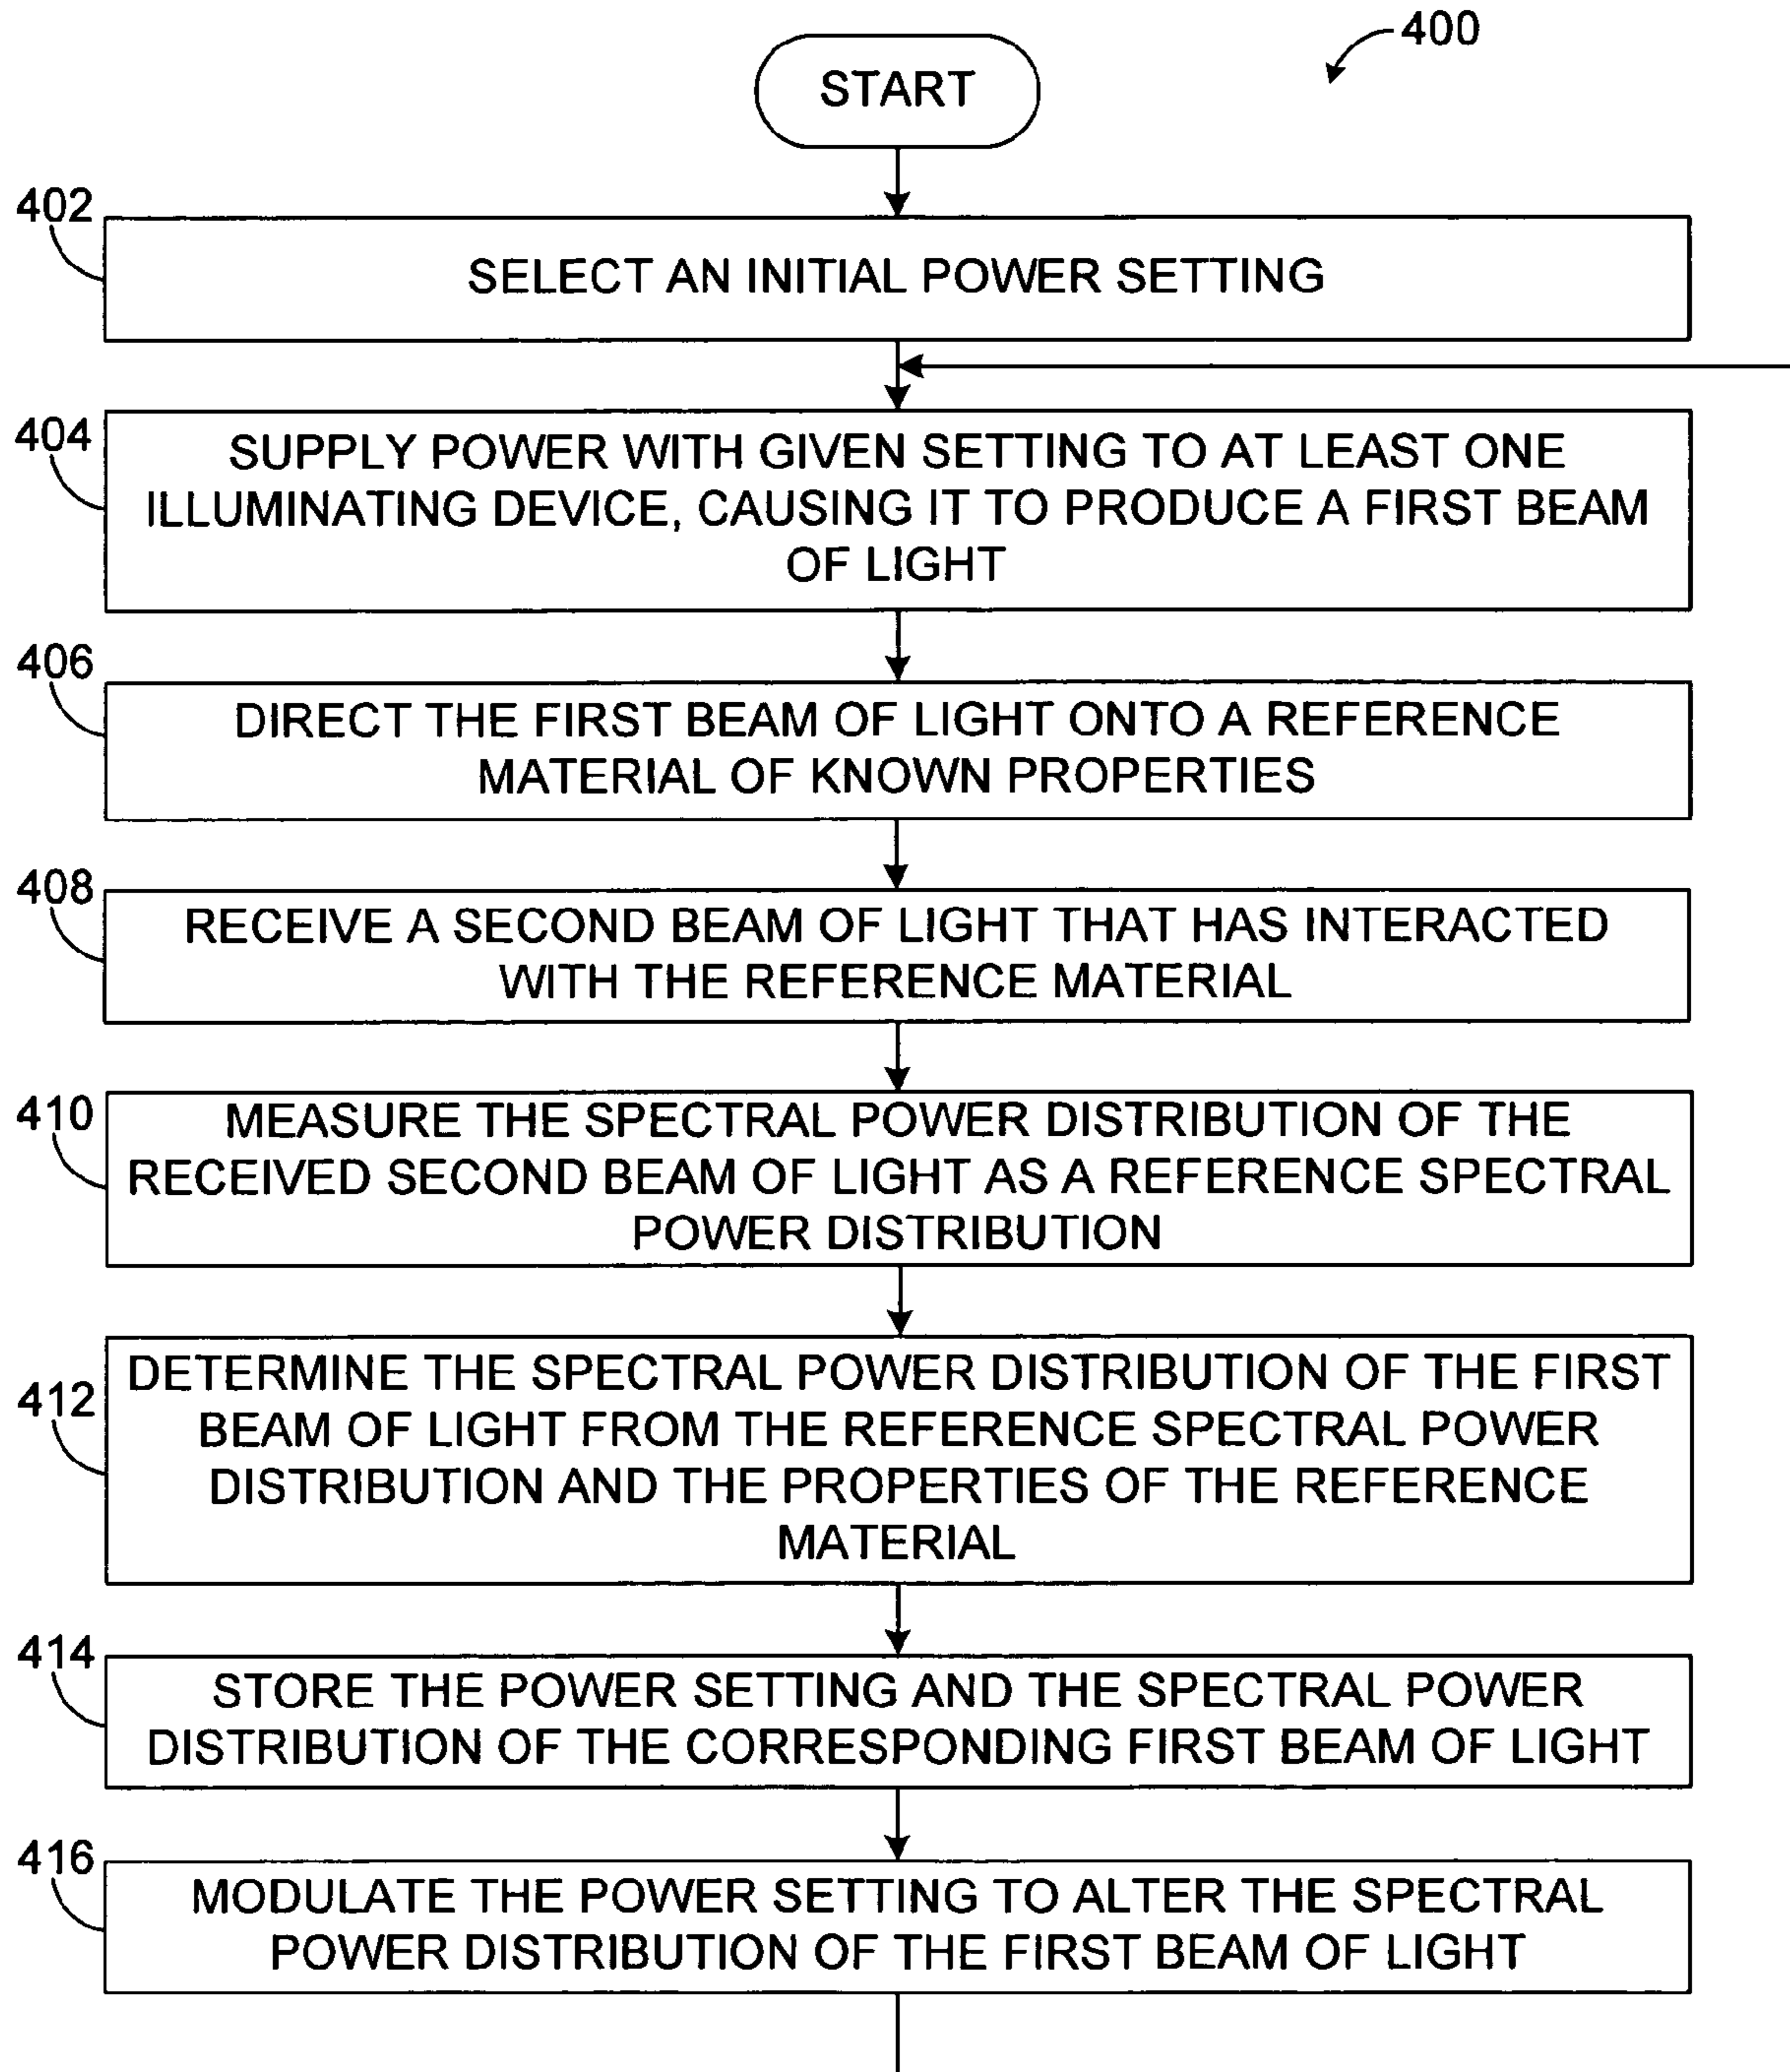 400
START
402
SELECT AN INITIAL POWER SETTING
404
SUPPLY POWER WITH GIVEN SETTING TO AT LEAST ONE
ILLUMINATING DEVICE, CAUSING IT TO PRODUCE A FIRST BEAM
OF LIGHT
406
DIRECT THE FIRST BEAM OF LIGHT ONTO A REFERENCE
MATERIAL OF KNOWN PROPERTIES
408
RECEIVE A SECOND BEAM OF LIGHT THAT HAS INTERACTED
WITH THE REFERENCE MATERIAL
410
MEASURE THE SPECTRAL POWER DISTRIBUTION OF THE
RECEIVED SECOND BEAM OF LIGHT AS A REFERENCE SPECTRAL
POWER DISTRIBUTION
412
DETERMINE THE SPECTRAL POWER DISTRIBUTION OF THE FIRST
BEAM OF LIGHT FROM THE REFERENCE SPECTRAL POWER
DISTRIBUTION AND THE PROPERTIES OF THE REFERENCE
MATERIAL
414
STORE THE POWER SETTING AND THE SPECTRAL POWER
DISTRIBUTION OF THE CORRESPONDING FIRST BEAM OF LIGHT
416
MODULATE THE POWER SETTING TO ALTER THE SPECTRAL
POWER DISTRIBUTION OF THE FIRST BEAM OF LIGHT